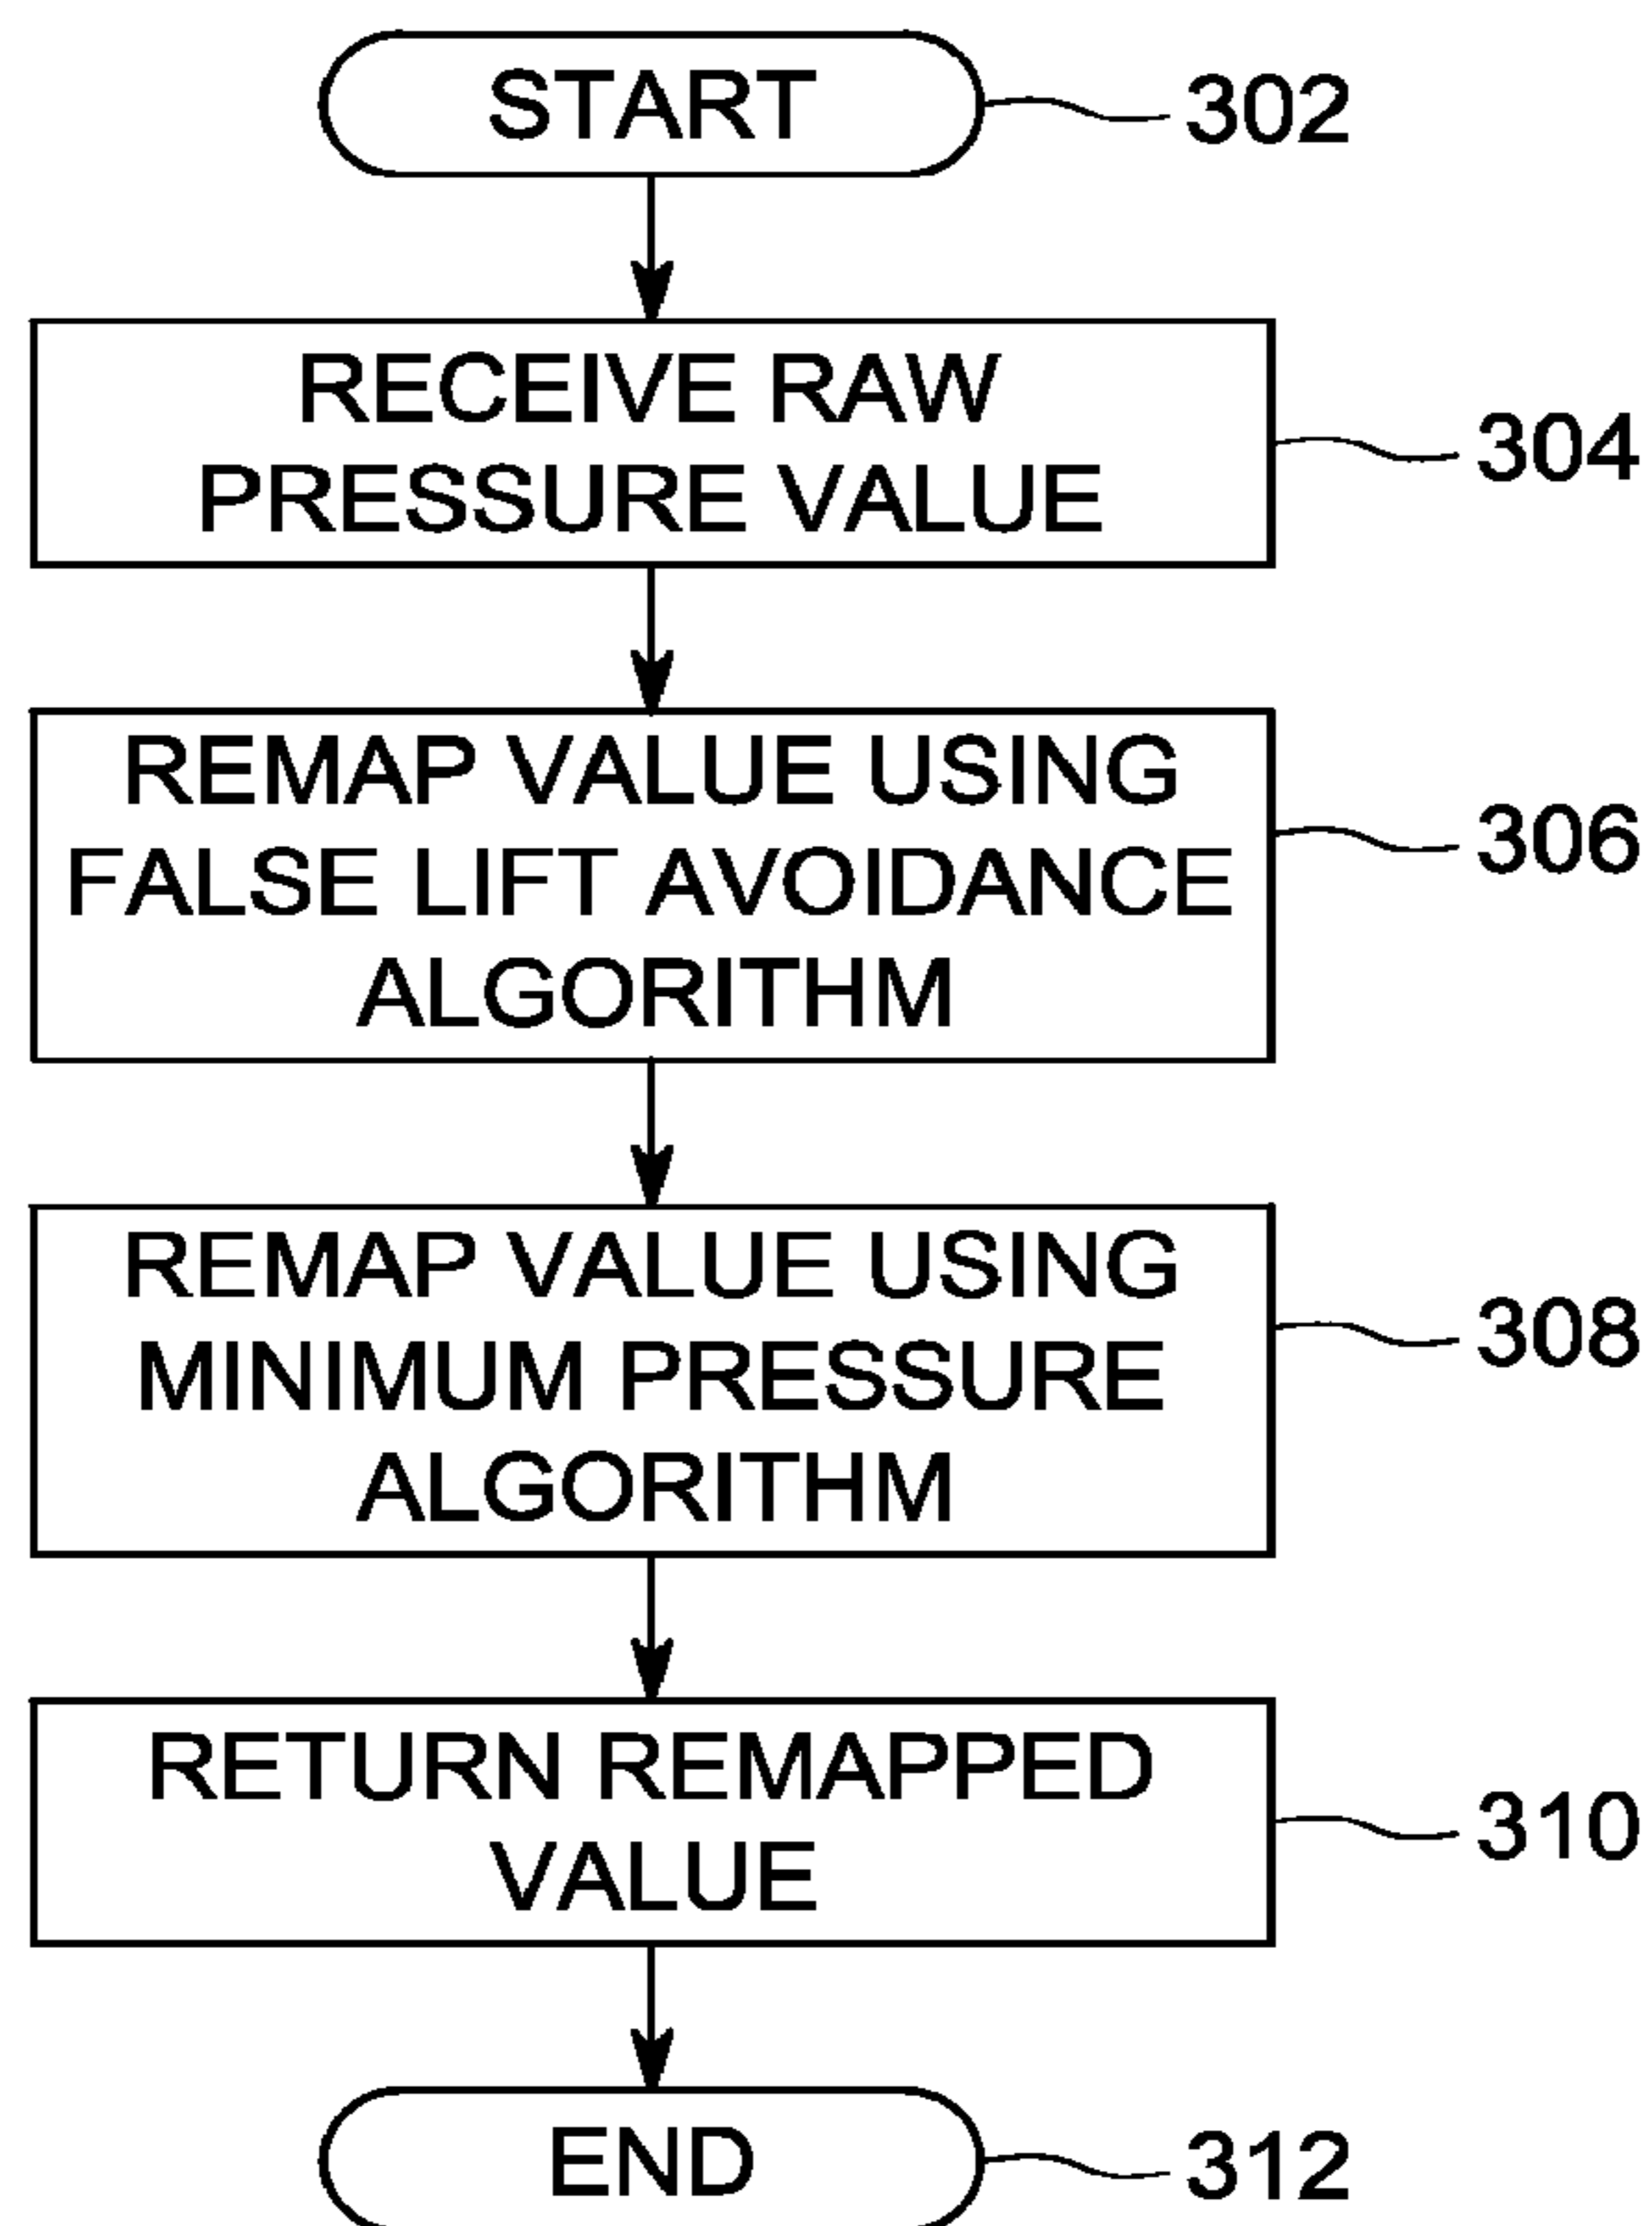 START
302
RECEIVE RAW
PRESSURE VALUE
304
REMAP VALUE USING
FALSE LIFT AVOIDANCE
ALGORITHM
306
REMAP VALUE USING
MINIMUM PRESSURE
ALGORITHM
308
RETURN REMAPPED
VALUE
310
END
312